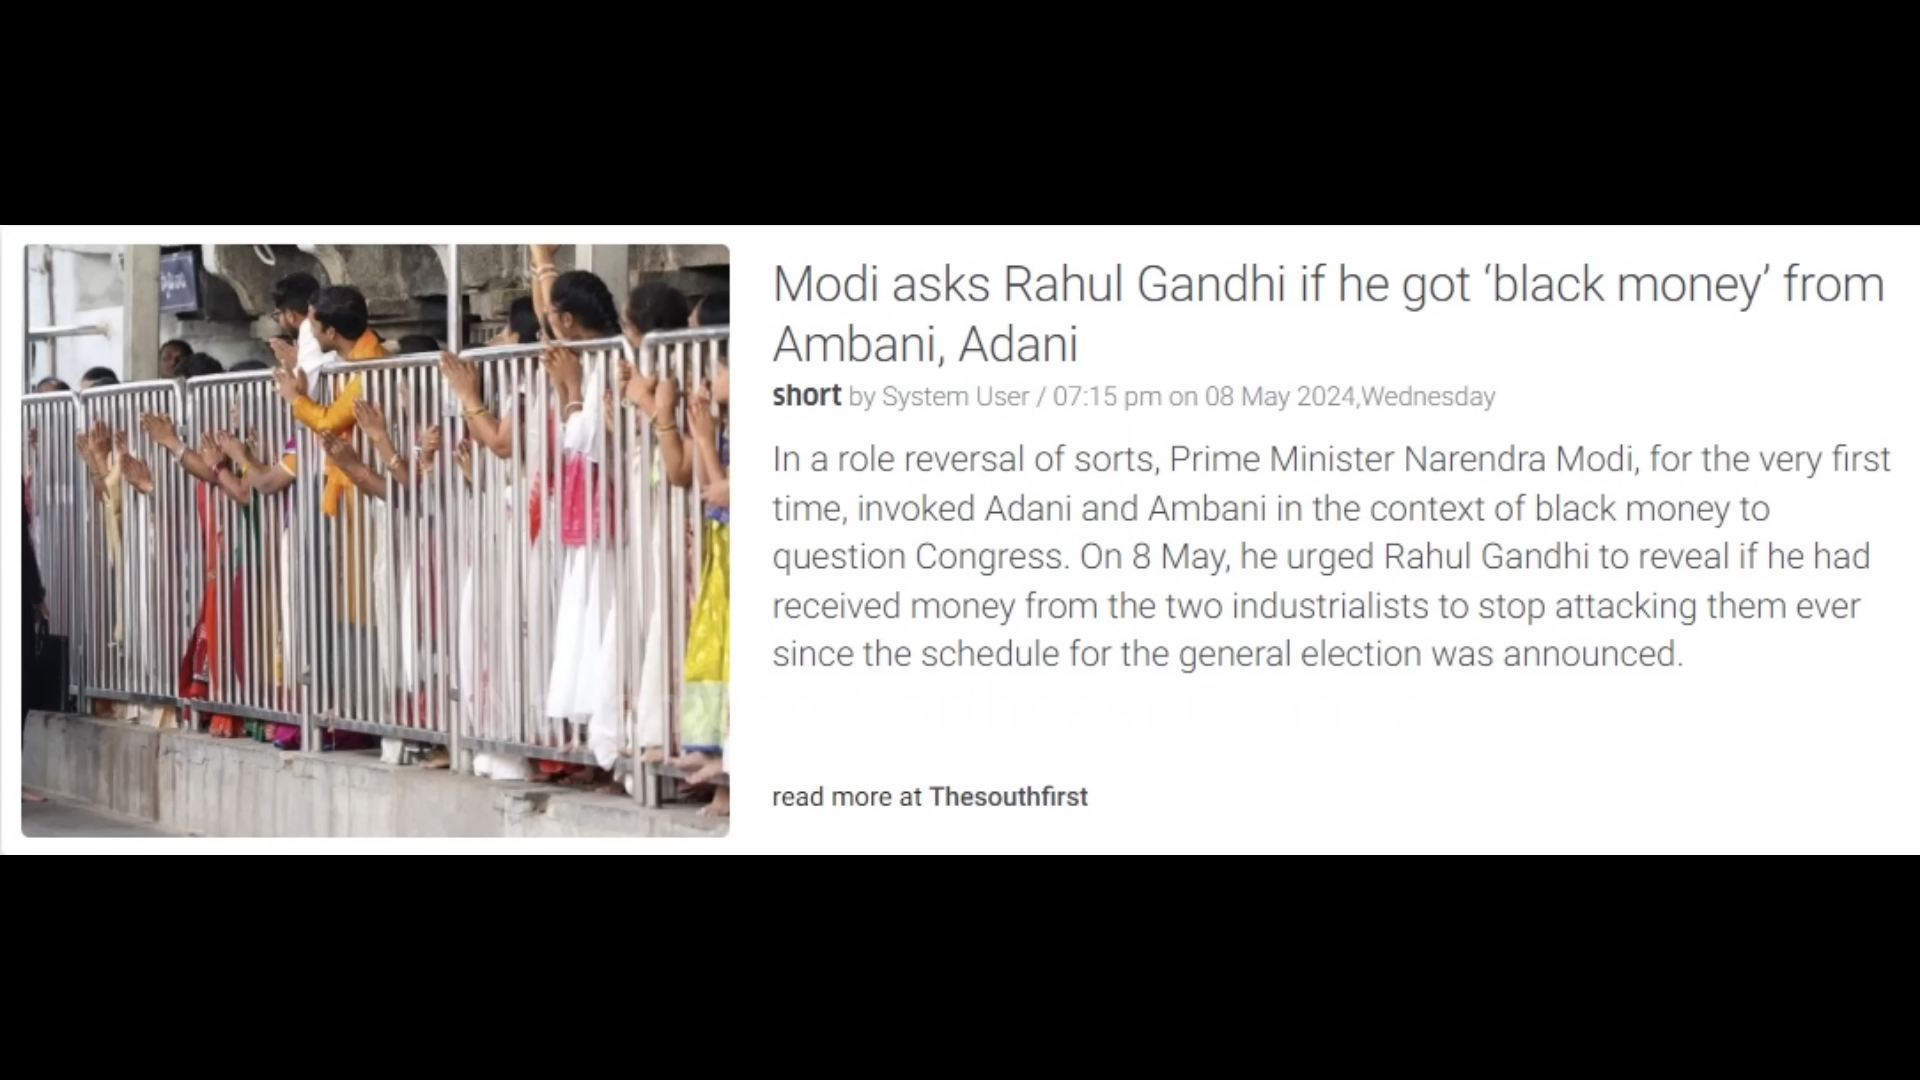 Modi asks Rahul Gandhi if he got ‘black money’ from
Ambani, Adani
short by System User / 07:15 pm on 08 May 2024,Wednesday
In a role reversal of sorts, Prime Minister Narendra Modi, for the very first
time, invoked Adani and Ambani in the context of black money to
question Congress. On 8 May, he urged Rahul Gandhi to reveal if he had
received money from the two industrialists to stop attacking them ever
since the schedule for the general election was announced.
read more at Thesouthfirst